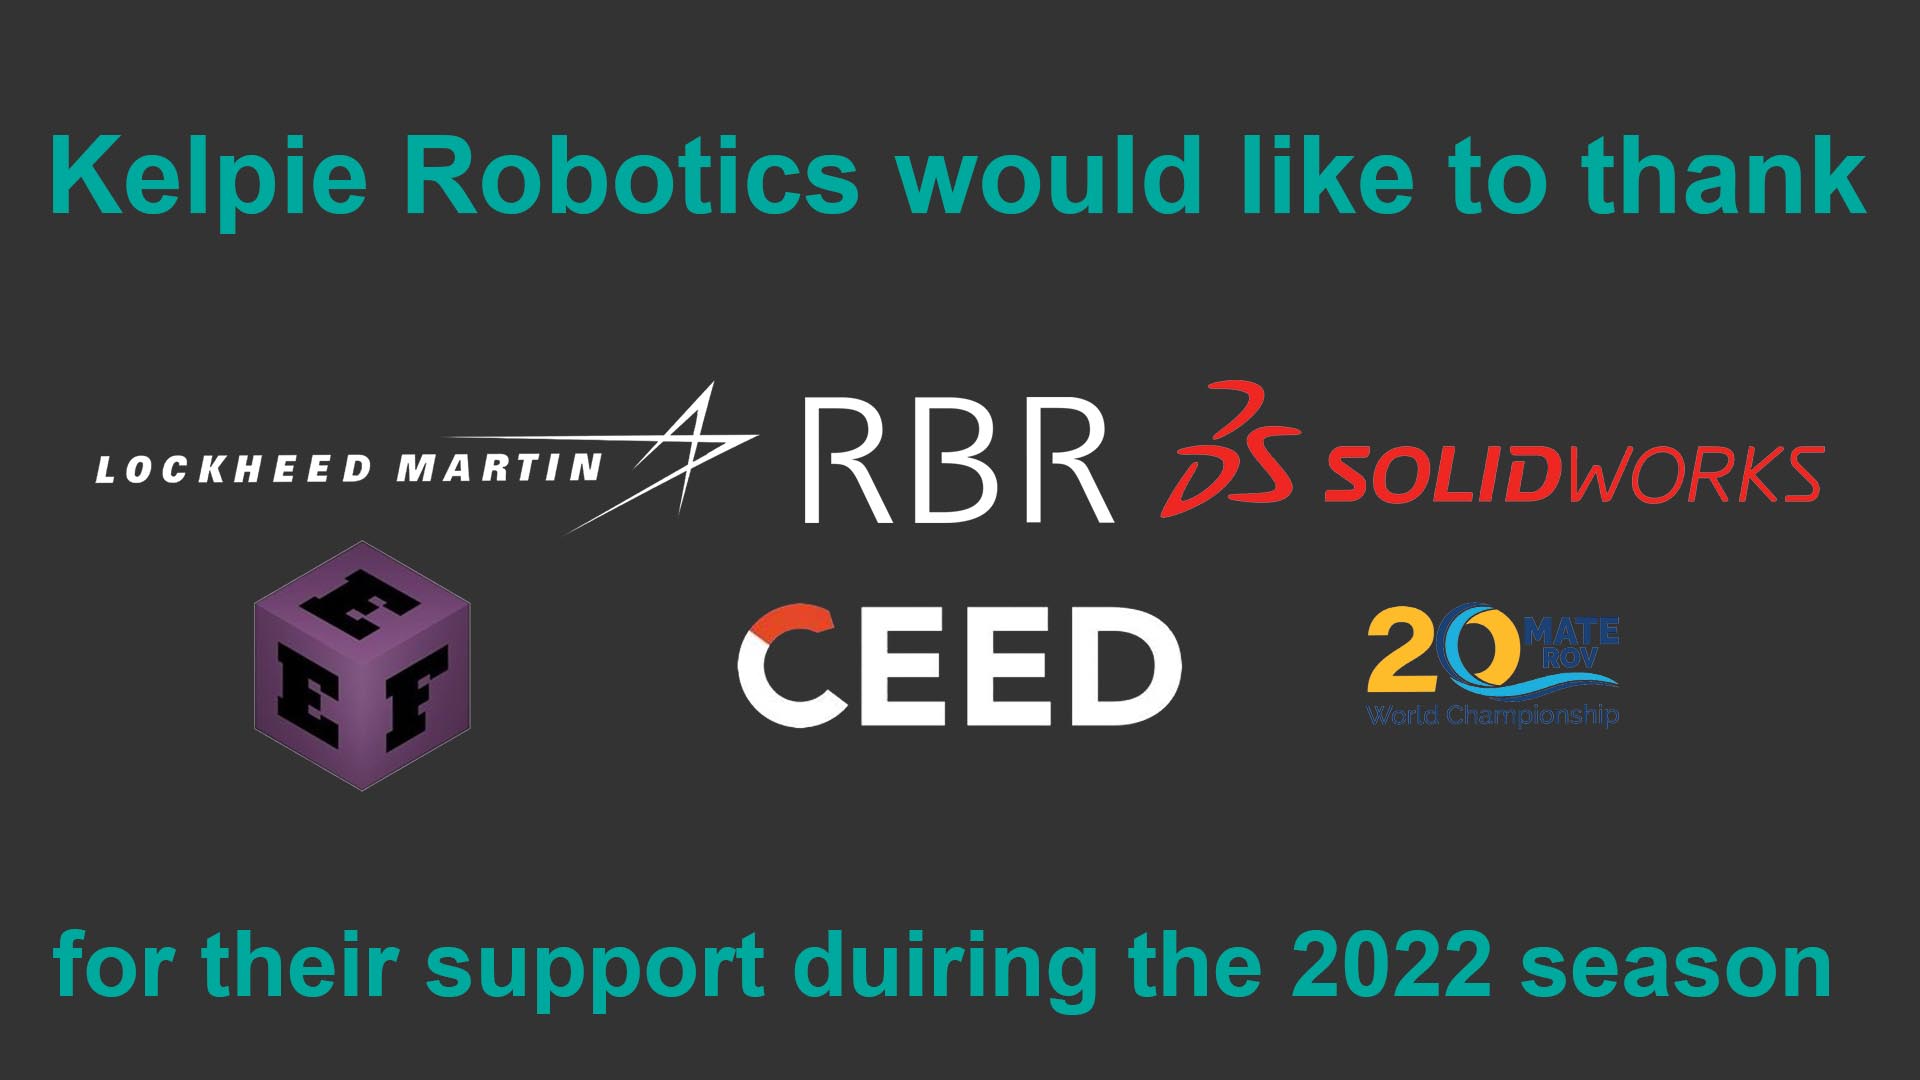 Kelpie Robotics would like to thank
LOCKHEED MARTIN
RBR
3DS SOLIDWORKS
E
E F
CEED
20 MATE
ROV
World Championship
for their support duiring the 2022 season